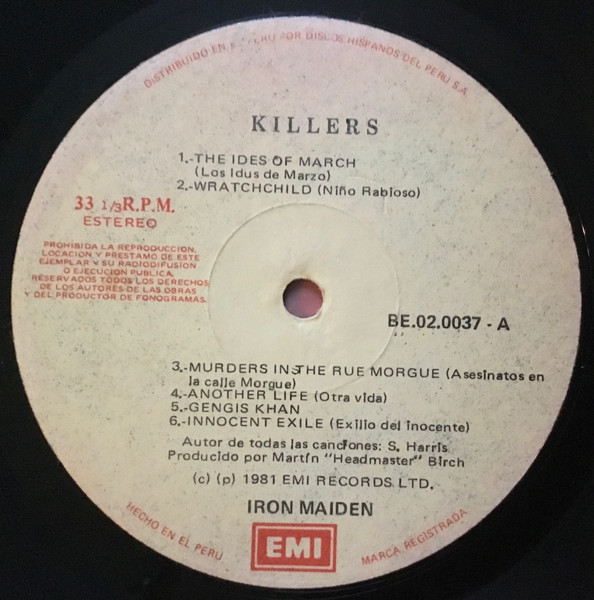 DISTRIBUIDO EN EL PERU POR DISCOS HISPANOS DEL PERU S.A.
KILLERS
1.-THE IDES OF MARCH
(Los Idus de Marzo)
2.-WRATCHCHILD (Niño Rabioso)
33 1/3 R.P.M.
ESTEREO
PROHIBIDA LA REPRODUCCION,
LOCACION Y PRESTAMO DE ESTE
EJEMPLAR Y SU RADIODIFUSION
O EJECUCION PUBLICA.
RESERVADOS TODOS LOS DERECHOS
DE LOS AUTORES DE LAS OBRAS
Y DEL PRODUCTOR DE FONOGRAMAS.
BE.02.0037 - A
3.-MURDERS IN THE RUE MORGUE (Asesinatos en
la calle Morgue)
4.-ANOTHER LIFE (Otra vida)
5.-GENGIS KHAN
6.-INNOCENT EXILE (Exilio del inocente)
Autor de todas las canciones: S. Harris
Producido por Martín "Headmaster" Birch
(c) (p) 1981 EMI RECORDS LTD.
IRON MAIDEN
EMI
HECHO EN EL PERU
MARCA REGISTRADA